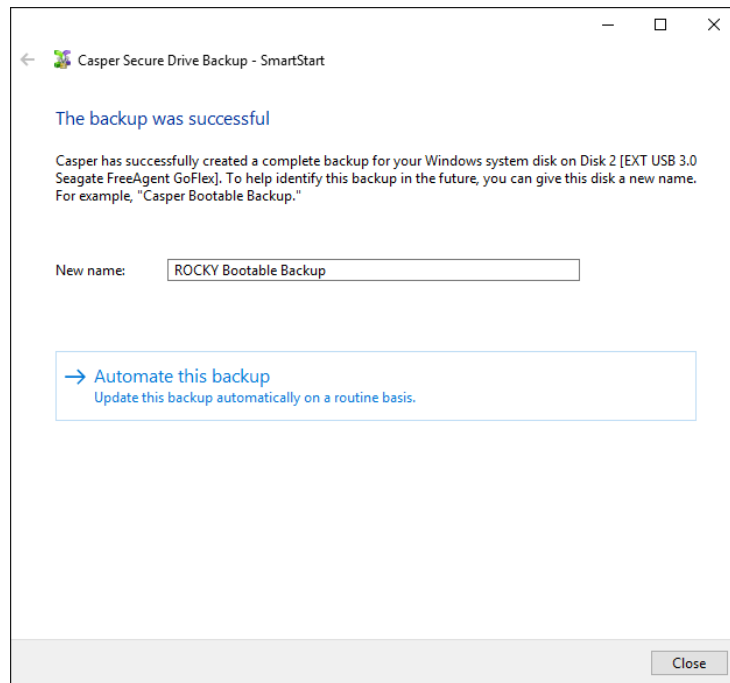 Casper Secure Drive Backup - SmartStart
The backup was successful
Casper has successfully created a complete backup for your Windows system disk on Disk 2 [EXT USB 3.0
Seagate FreeAgent GoFlex]. To help identify this backup in the future, you can give this disk a new name.
For example, "Casper Bootable Backup."
New name: ROCKY Bootable Backup
Automate this backup
Update this backup automatically on a routine basis.
Close